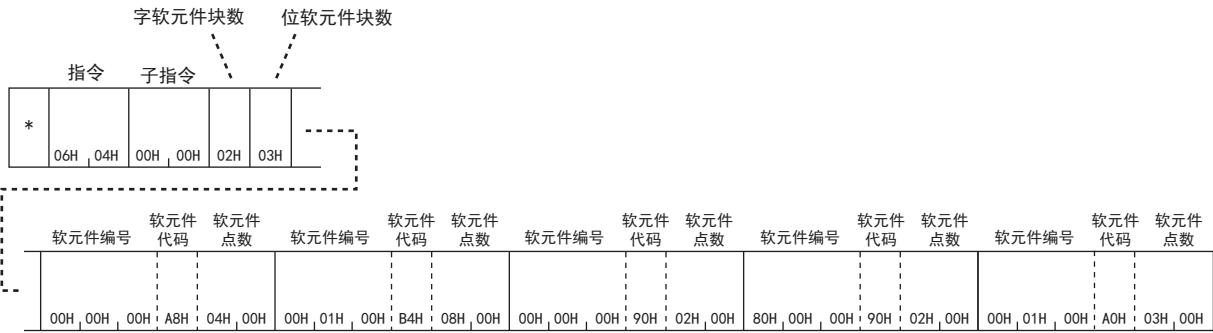 字软元件块数 位软元件块数
指令 子指令
*
06H 04H 00H 00H 02H 03H
软元件编号 软元件代码 软元件点数 软元件编号 软元件代码 软元件点数 软元件编号 软元件代码 软元件点数 软元件编号 软元件代码 软元件点数 软元件编号 软元件代码 软元件点数
00H 00H 00H A8H 04H 00H 00H 01H 00H B4H 08H 00H 00H 00H 00H 90H 02H 00H 80H 00H 00H 90H 02H 00H 00H 01H 00H A0H 03H 00H